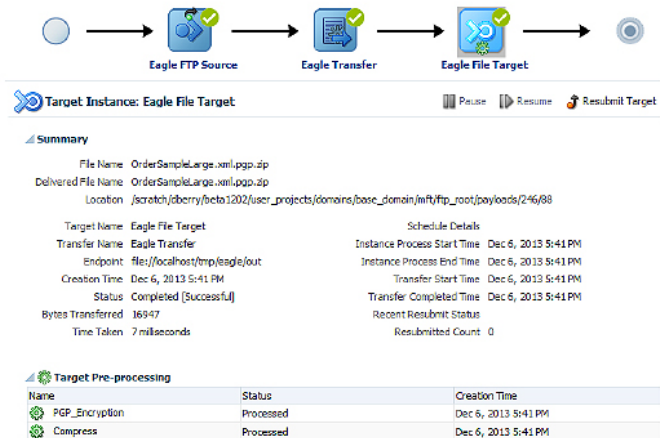 Eagle FTP Source
Eagle Transfer
Eagle File Target
Target Instance: Eagle File Target
Pause
Resume
Resubmit Target
Summary
File Name OrderSampleLarge.xml.pgp.zip
Delivered File Name OrderSampleLarge.xml.pgp.zip
Location /scratch/dberry/beta1202/user_projects/domains/base_domain/mft/ftp_root/payloads/246/88
Target Name Eagle File Target
Schedule Details
Transfer Name Eagle Transfer
Instance Process Start Time Dec 6, 2013 5:41 PM
Endpoint file://localhost/tmp/eagle/out
Instance Process End Time Dec 6, 2013 5:41 PM
Creation Time Dec 6, 2013 5:41 PM
Transfer Start Time Dec 6, 2013 5:41 PM
Status Completed [Successful]
Transfer Completed Time Dec 6, 2013 5:41 PM
Bytes Transferred 16947
Recent Resubmit Status
Time Taken 7 miliseconds
Resubmitted Count 0
Target Pre-processing
Name Status Creation Time
PGP_Encryption Processed Dec 6, 2013 5:41 PM
Compress Processed Dec 6, 2013 5:41 PM